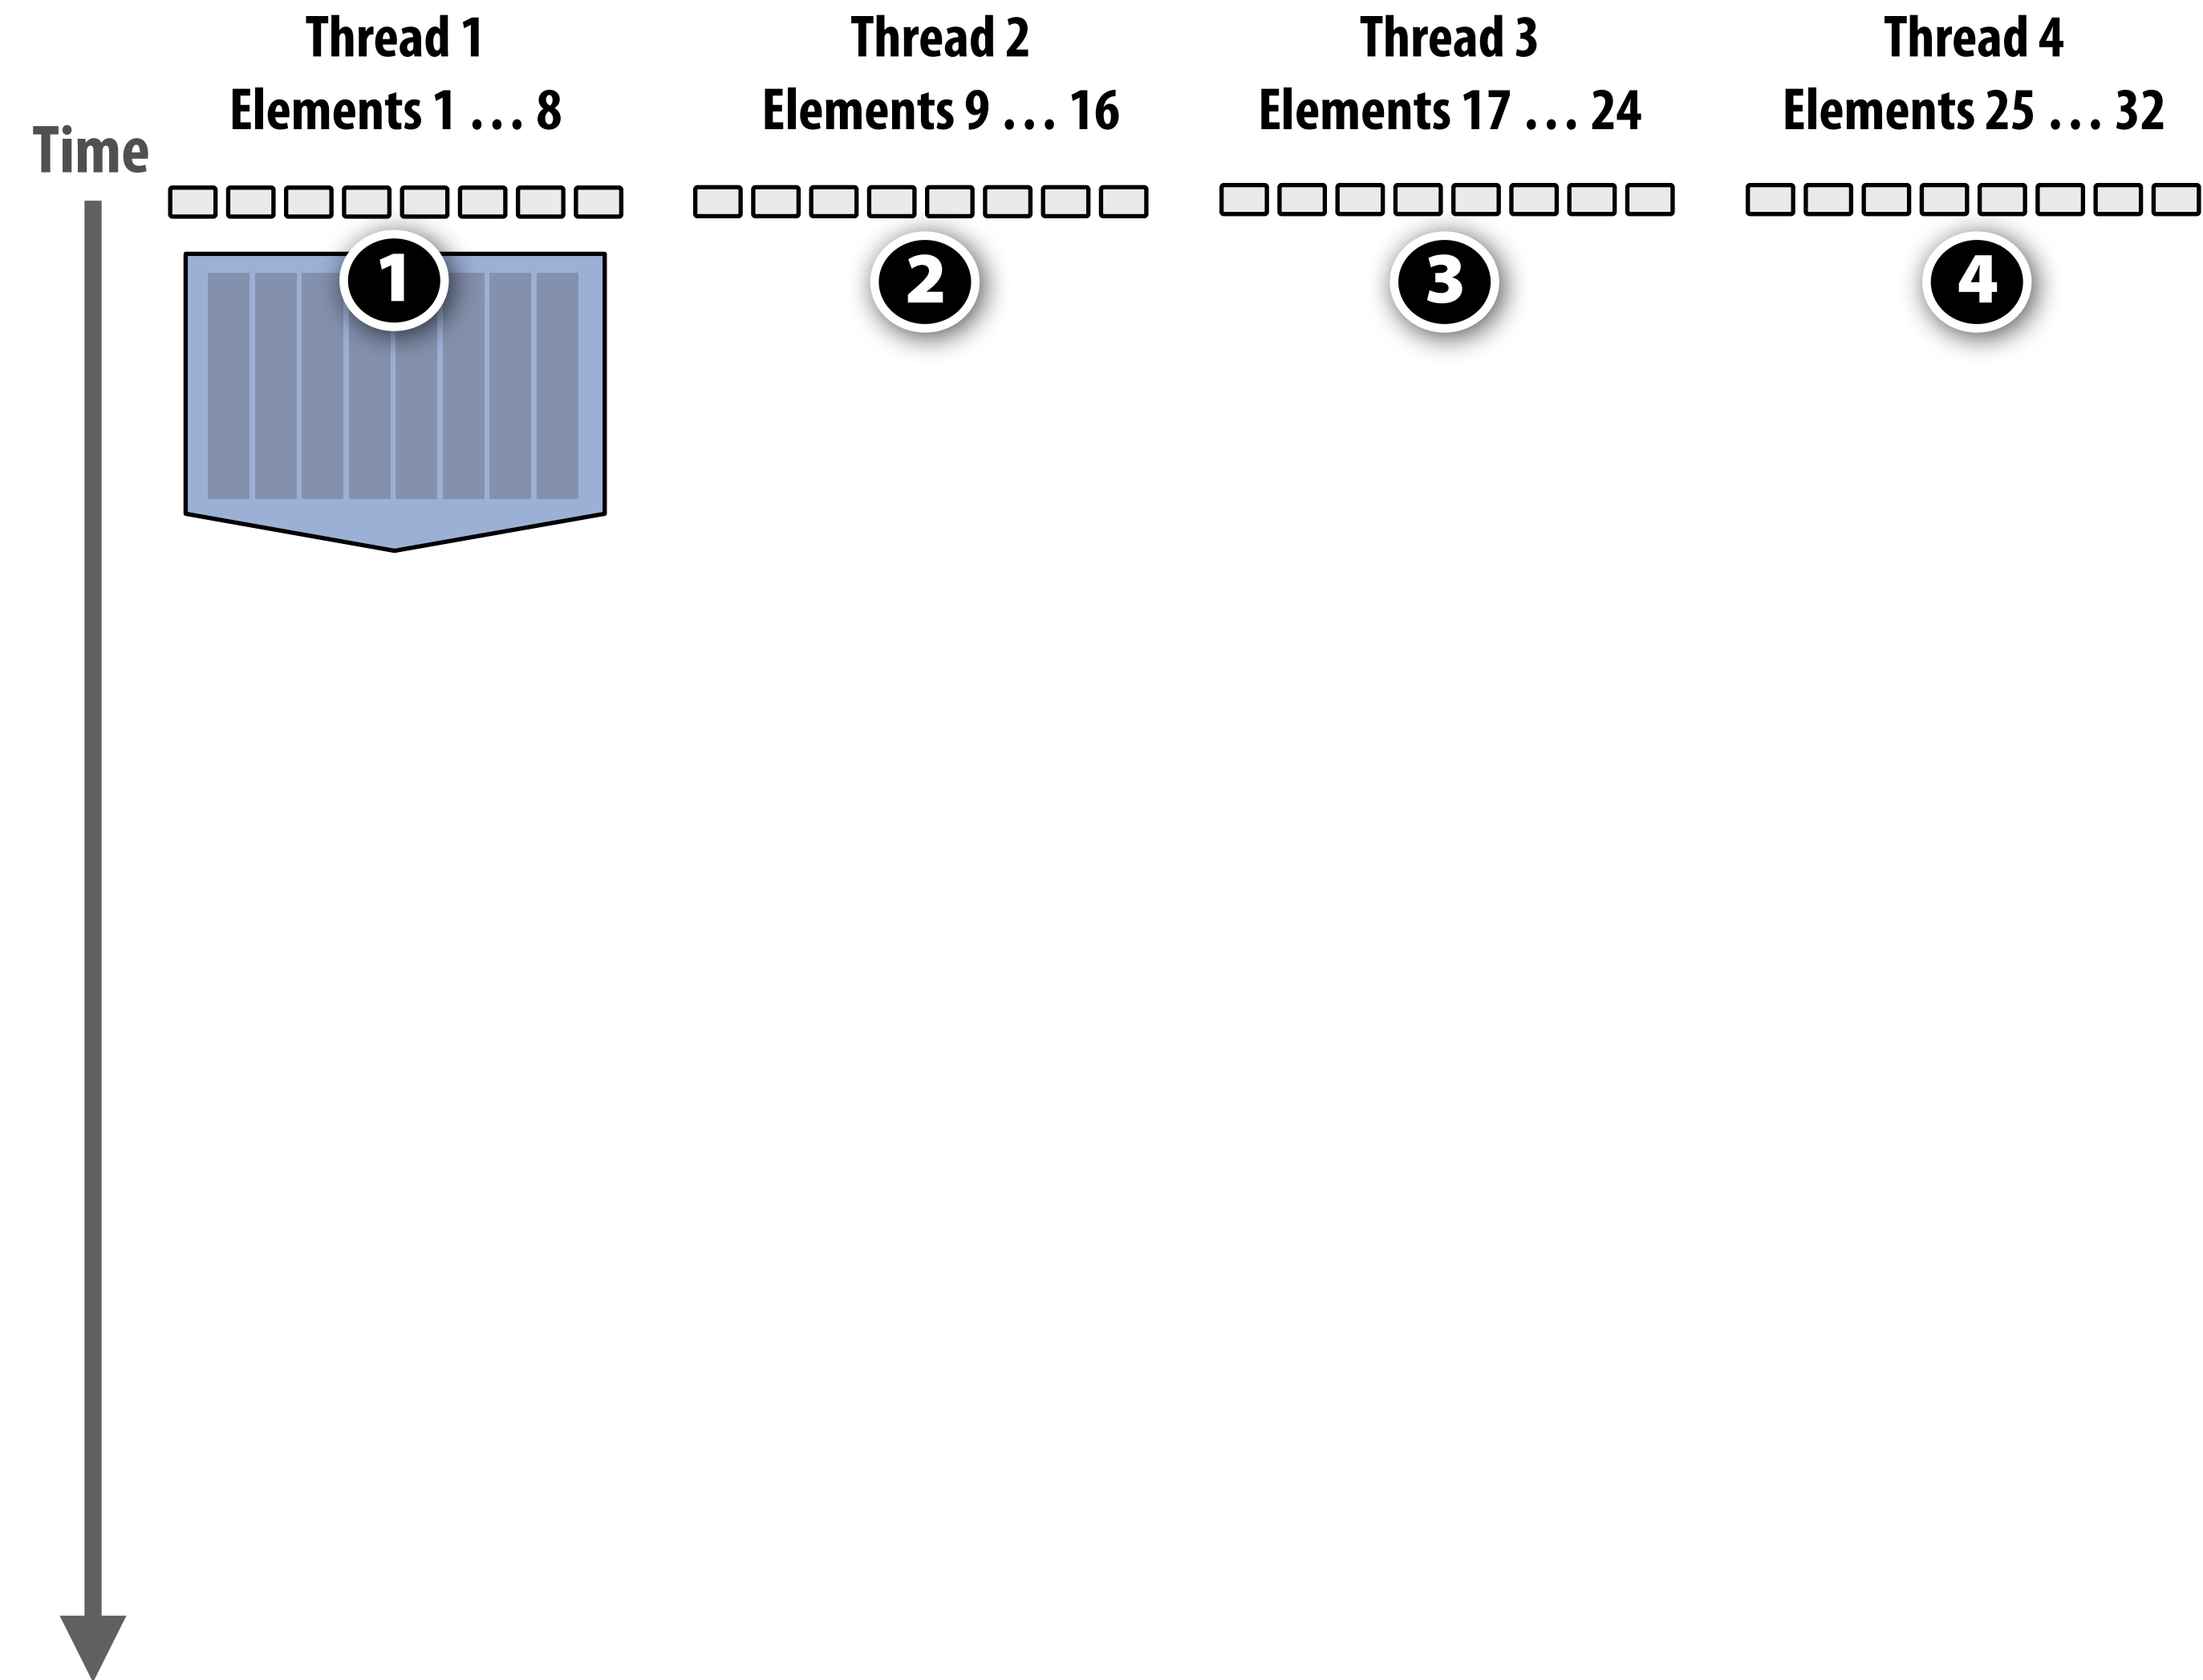 Thread 1
Elements 1 . . . 8
Thread 2
Elements 9 . . . 16
Thread 3
Elements 17 . . . 24
Thread 4
Elements 25 . . . 32
Time
1
2
3
4